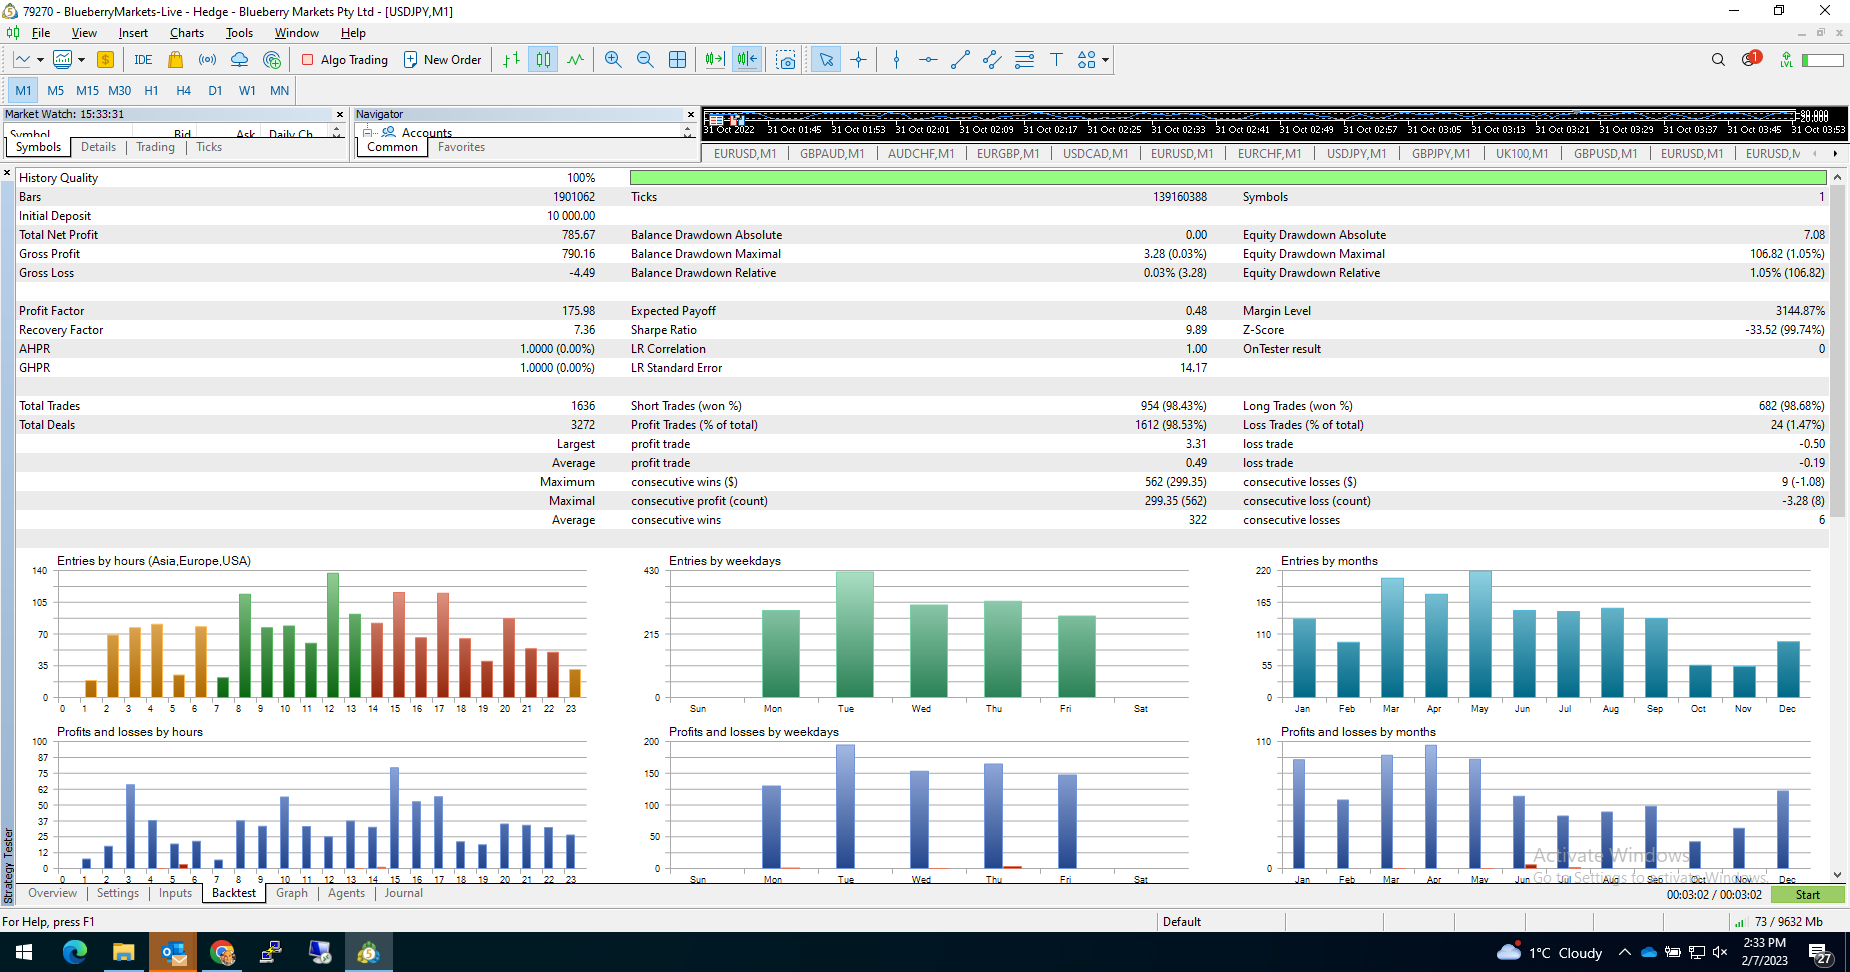 79270 - BlueberryMarkets-Live - Hedge - Blueberry Markets Pty Ltd - [USDJPY,M1]
File View Insert Charts Tools Window Help
IDE Algo Trading New Order 1 LVL
M1 M5 M15 M30 H1 H4 D1 W1 MN
Market Watch: 15:33:31
Symbol Bid Ask Daily Ch
Symbols Details Trading Ticks
Navigator
Accounts
Common Favorites
31 Oct 2022 31 Oct 01:45 31 Oct 01:53 31 Oct 02:01 31 Oct 02:09 31 Oct 02:17 31 Oct 02:25 31 Oct 02:33 31 Oct 02:41 31 Oct 02:49 31 Oct 02:57 31 Oct 03:05 31 Oct 03:13 31 Oct 03:21 31 Oct 03:29 31 Oct 03:37 31 Oct 03:45 31 Oct 03:53
EURUSD,M1 GBPAUD,M1 AUDCHF,M1 EURGBP,M1 USDCAD,M1 EURUSD,M1 EURCHF,M1 USDJPY,M1 GBPJPY,M1 UK100,M1 GBPUSD,M1 EURUSD,M1 EURUSD,M
History Quality 100%
Bars 1901062 Ticks 139160388 Symbols 1
Initial Deposit 10 000.00
Total Net Profit 785.67 Balance Drawdown Absolute 0.00 Equity Drawdown Absolute 7.08
Gross Profit 790.16 Balance Drawdown Maximal 3.28 (0.03%) Equity Drawdown Maximal 106.82 (1.05%)
Gross Loss -4.49 Balance Drawdown Relative 0.03% (3.28) Equity Drawdown Relative 1.05% (106.82)
Profit Factor 175.98 Expected Payoff 0.48 Margin Level 3144.87%
Recovery Factor 7.36 Sharpe Ratio 9.89 Z-Score -33.52 (99.74%)
AHPR 1.0000 (0.00%) LR Correlation 1.00 OnTester result 0
GHPR 1.0000 (0.00%) LR Standard Error 14.17
Total Trades 1636 Short Trades (won %) 954 (98.43%) Long Trades (won %) 682 (98.68%)
Total Deals 3272 Profit Trades (% of total) 1612 (98.53%) Loss Trades (% of total) 24 (1.47%)
Largest profit trade 3.31 loss trade -0.50
Average profit trade 0.49 loss trade -0.19
Maximum consecutive wins ($) 562 (299.35) consecutive losses ($) 9 (-1.08)
Maximal consecutive profit (count) 299.35 (562) consecutive loss (count) -3.28 (8)
Average consecutive wins 322 consecutive losses 6
Entries by hours (Asia,Europe,USA)
140
105
70
35
0
0 1 2 3 4 5 6 7 8 9 10 11 12 13 14 15 16 17 18 19 20 21 22 23
Entries by weekdays
430
215
0
Sun Mon Tue Wed Thu Fri Sat
Entries by months
220
165
110
55
0
Jan Feb Mar Apr May Jun Jul Aug Sep Oct Nov Dec
Profits and losses by hours
100
87
75
62
50
37
25
12
0
0 1 2 3 4 5 6 7 8 9 10 11 12 13 14 15 16 17 18 19 20 21 22 23
Profits and losses by weekdays
200
150
100
50
0
Sun Mon Tue Wed Thu Fri Sat
Profits and losses by months
110
0
Jan Feb Mar Apr May Jun Jul Aug Sep Oct Nov Dec
Activate Windows
Go to Settings to activate Windows.
Strategy Tester
Overview Settings Inputs Backtest Graph Agents Journal
00:03:02 / 00:03:02 Start
For Help, press F1 Default 73 / 9632 Mb
1°C Cloudy
2:33 PM
2/7/2023
27